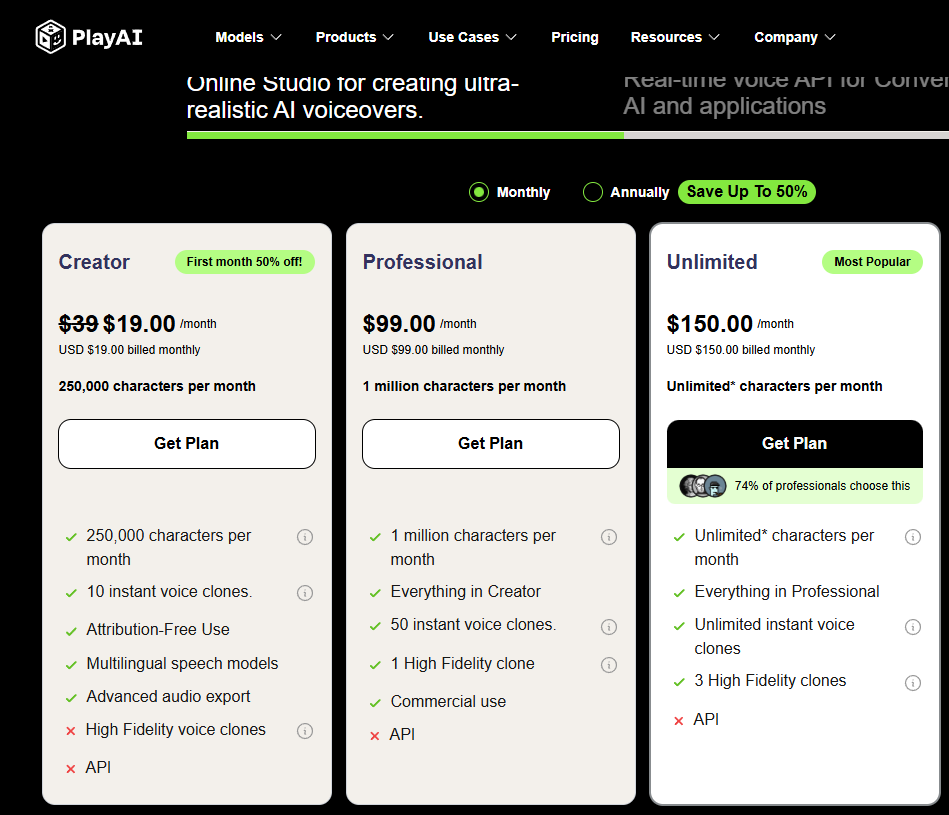 PlayAI
Models
Products
Use Cases
Pricing
Resources
Company
Online Studio for creating ultra-
realistic AI voiceovers.
Real-time voice API for Conver
AI and applications
Monthly
Annually
Save Up To 50%
Creator
First month 50% off!
$39 $19.00 /month
USD $19.00 billed monthly
250,000 characters per month
Get Plan
250,000 characters per
month
10 instant voice clones.
Attribution-Free Use
Multilingual speech models
Advanced audio export
High Fidelity voice clones
API
Professional
$99.00 /month
USD $99.00 billed monthly
1 million characters per month
Get Plan
1 million characters per
month
Everything in Creator
50 instant voice clones.
1 High Fidelity clone
Commercial use
API
Unlimited
Most Popular
$150.00 /month
USD $150.00 billed monthly
Unlimited* characters per month
Get Plan
74% of professionals choose this
Unlimited* characters per
month
Everything in Professional
Unlimited instant voice
clones
3 High Fidelity clones
API